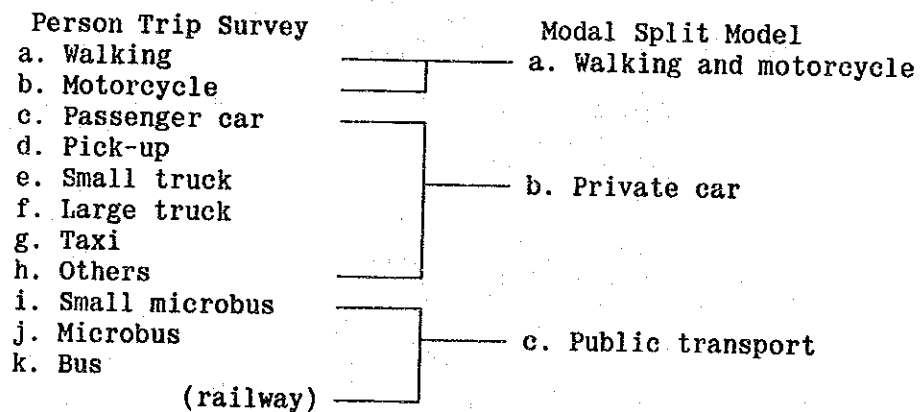 Person Trip Survey
Modal Split Model
a. Walking
a. Walking and motorcycle
b. Motorcycle
c. Passenger car
d. Pick-up
e. Small truck
b. Private car
f. Large truck
g. Taxi
h. Others
i. Small microbus
j. Microbus
c. Public transport
k. Bus
(railway)